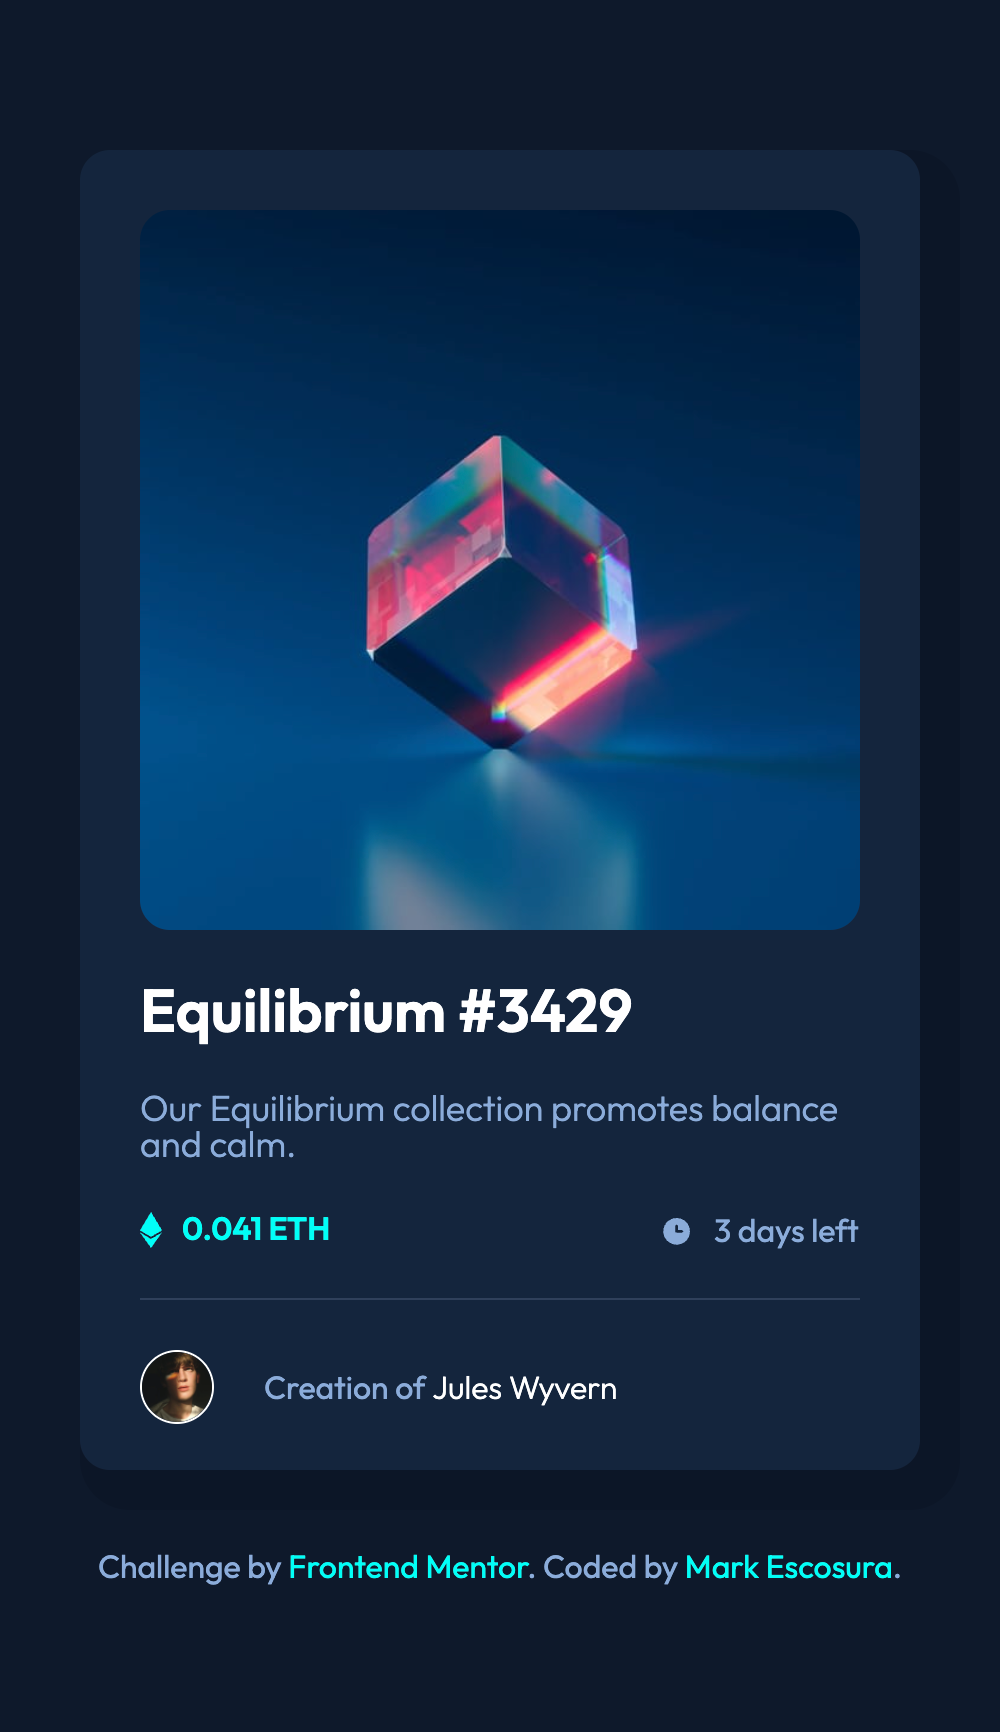 Equilibrium #3429
Our Equilibrium collection promotes balance
and calm.
0.041 ETH
3 days left
Creation of Jules Wyvern
Challenge by Frontend Mentor. Coded by Mark Escosura.